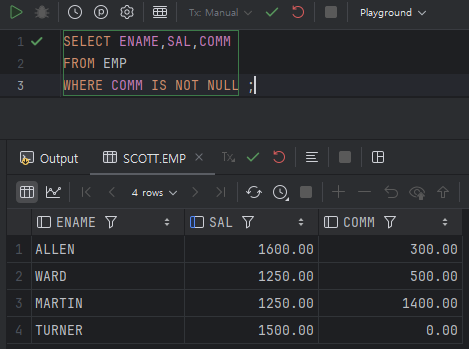 Tx: Manual
Playground
1 SELECT ENAME,SAL,COMM
2 FROM EMP
3 WHERE COMM IS NOT NULL ;
Output
SCOTT.EMP
Tx
4 rows
ENAME SAL COMM
1 ALLEN 1600.00 300.00
2 WARD 1250.00 500.00
3 MARTIN 1250.00 1400.00
4 TURNER 1500.00 0.00